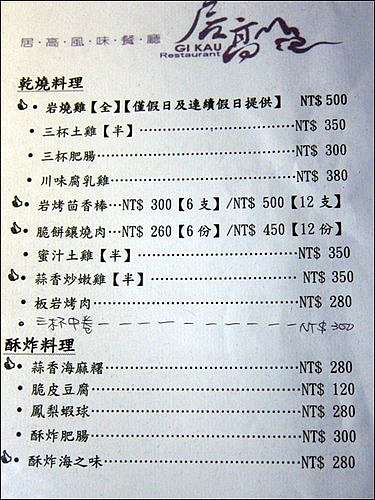 居·高·風·味·餐·廳
居高臨
GI KAU
Restaurant
乾燒料理
岩燒雞【全】【僅假日及連續假日提供】 NT$ 500
三杯土雞【半】 NT$ 350
三杯肥腸 NT$ 300
川味腐乳雞 NT$ 380
岩烤茴香棒…NT$ 300【6 支】/NT$ 500【12 支】
脆餅鑲燒肉…NT$ 260【6 份】/NT$ 450【12 份】
蜜汁土雞【半】 NT$ 350
蒜香炒嫩雞【半】 NT$ 350
板岩烤肉 NT$ 280
三杯中卷 NT$ 300
酥炸料理
蒜香海麻糬 NT$ 280
脆皮豆腐 NT$ 120
鳳梨蝦球 NT$ 280
酥炸肥腸 NT$ 300
酥炸海之味 NT$ 280